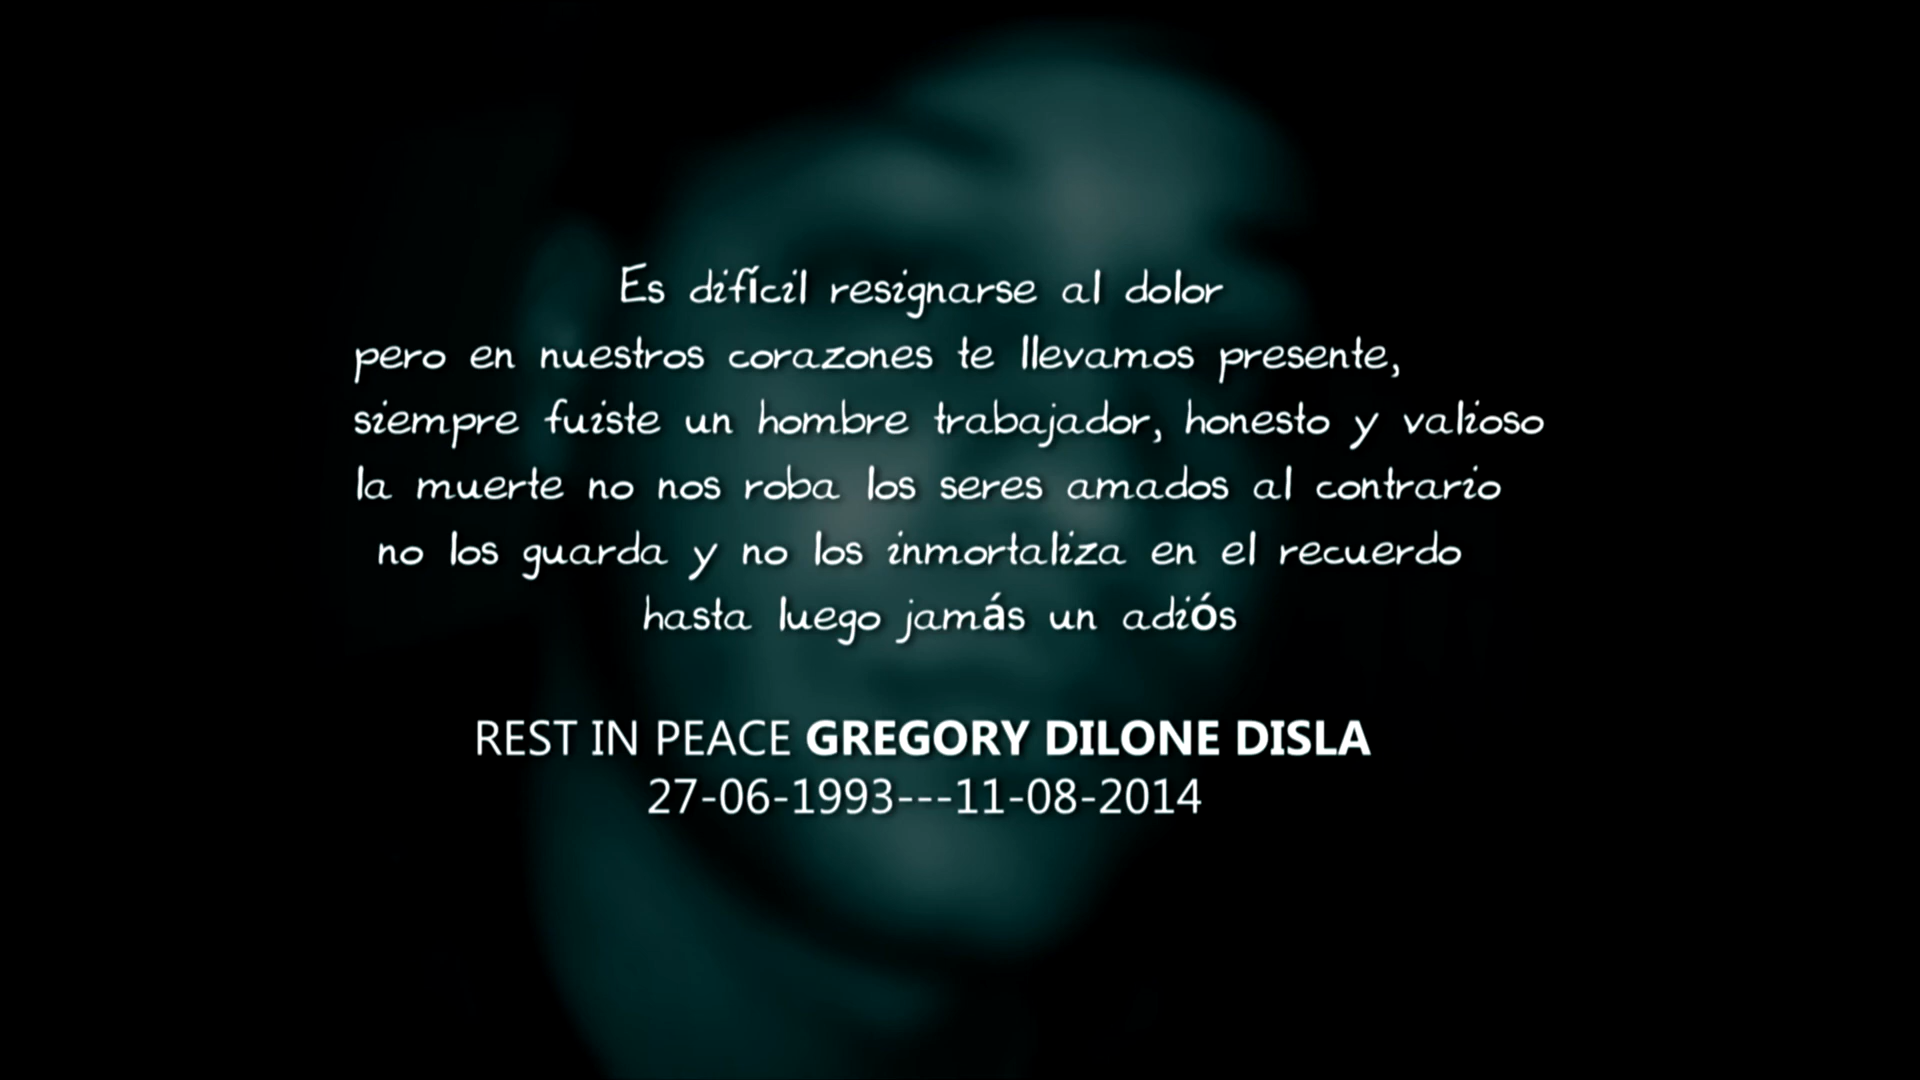 Es difícil resignarse al dolor
pero en nuestros corazones te llevamos presente,
siempre fuiste un hombre trabajador, honesto y valioso
la muerte no nos roba los seres amados al contrario
no los guarda y no los inmortaliza en el recuerdo
hasta luego jamás un adiós
REST IN PEACE GREGORY DILONE DISLA
27-06-1993---11-08-2014